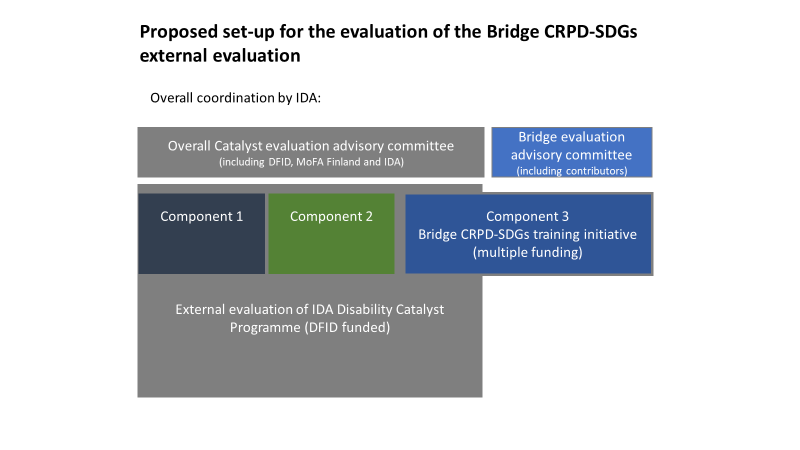 Proposed set-up for the evaluation of the Bridge CRPD-SDGs
external evaluation
Overall coordination by IDA:
Overall Catalyst evaluation advisory committee
(including DFID, MoFA Finland and IDA)
Bridge evaluation
advisory committee
(including contributors)
Component 1
Component 2
Component 3
Bridge CRPD-SDGs training initiative
(multiple funding)
External evaluation of IDA Disability Catalyst
Programme (DFID funded)